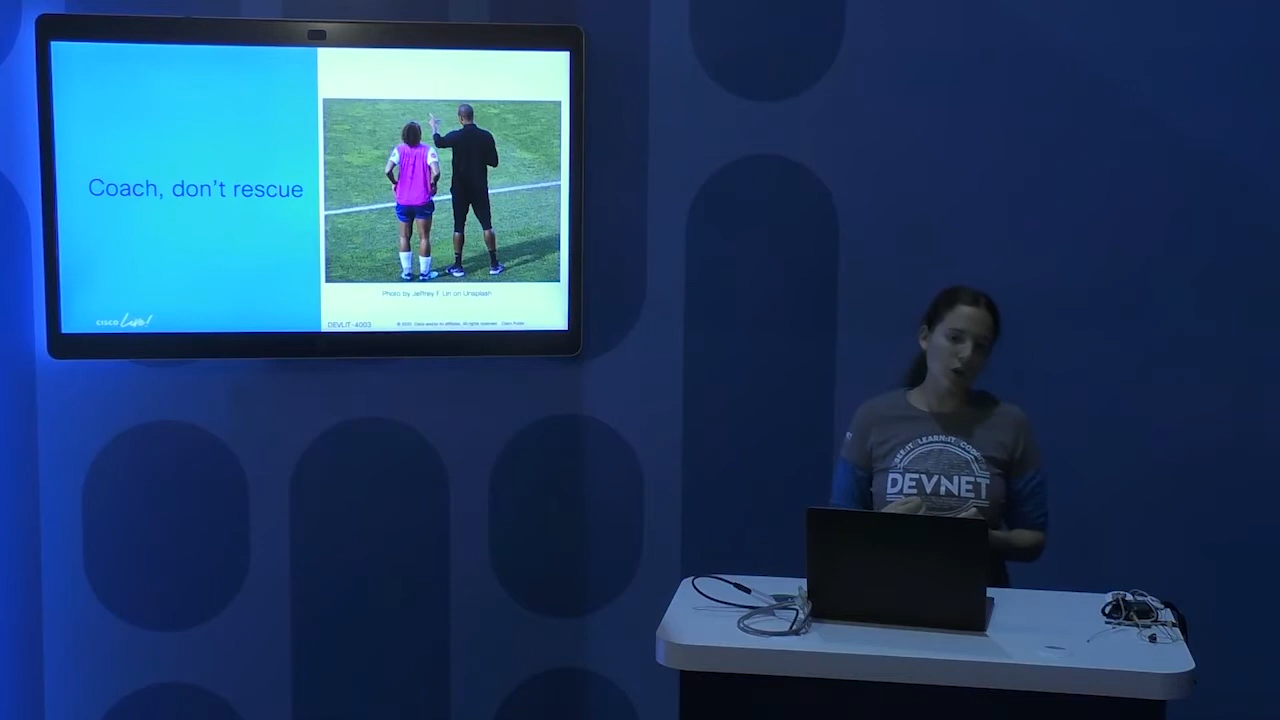 Coach, don't rescue
Photo by Jeffrey F Lin on Unsplash
CISCO Live!
DEVLIT-4003
DEVNET